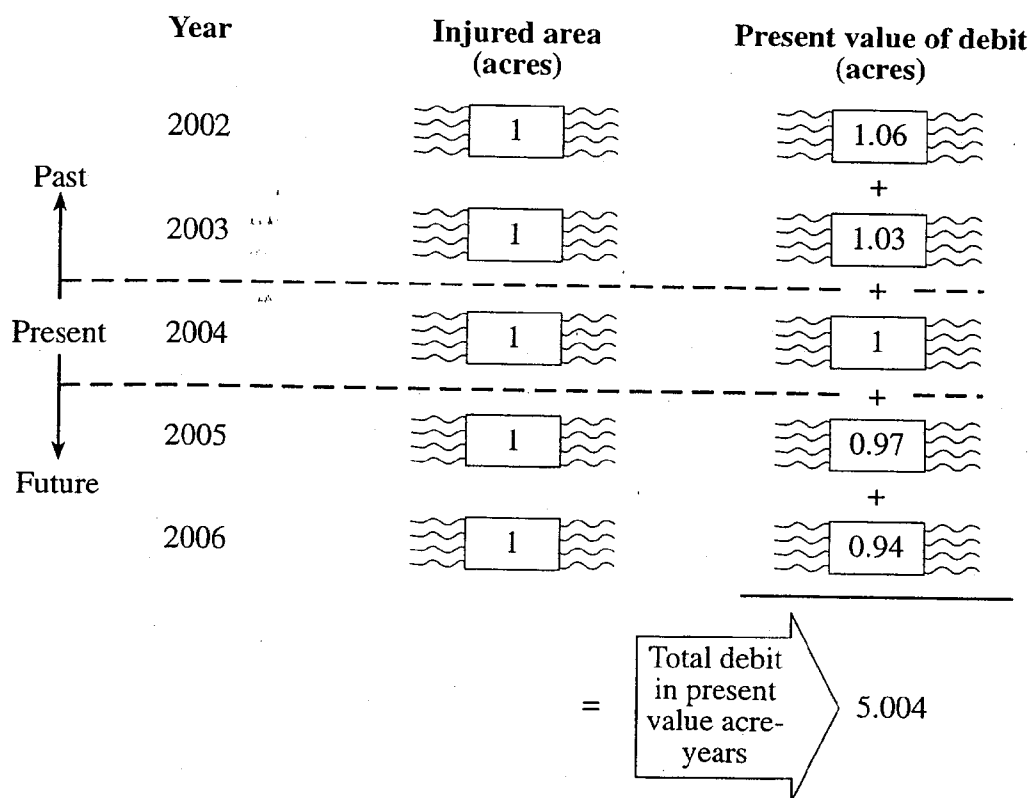 Year Injured area Present value of debit
(acres) (acres)
2002 1 1.06
Past +
2003 1 1.03
+
Present 2004 1 1
+
2005 1 0.97
Future +
2006 1 0.94
Total debit
in present
= value acre- 5.004
years